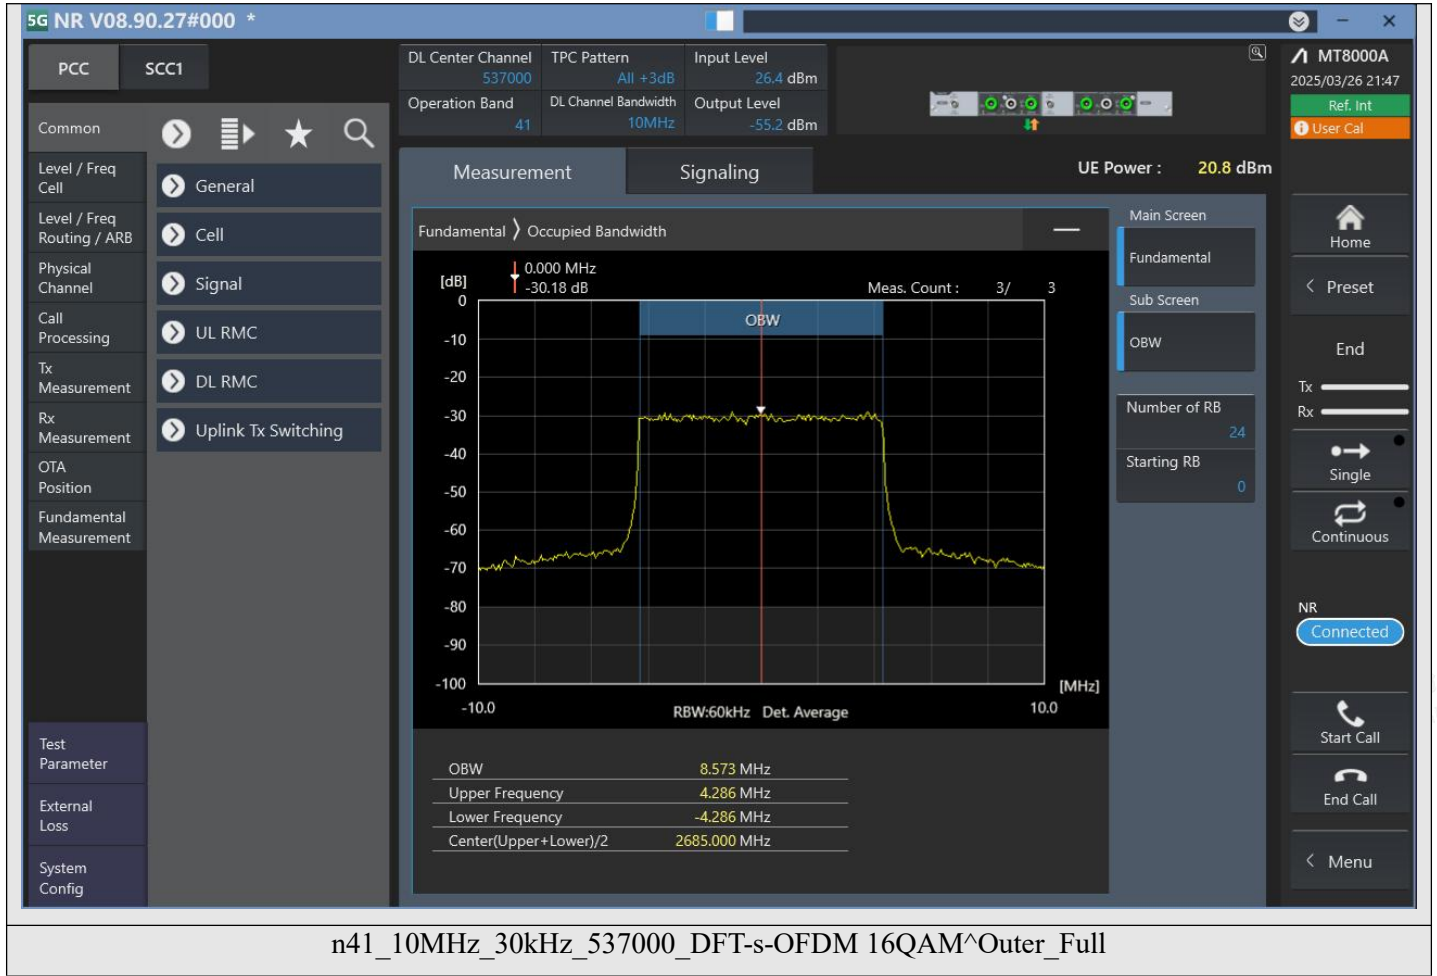 5G NR V08.90.27#000 *
PCC
SCC1
DL Center Channel
537000
TPC Pattern
All +3dB
Input Level
26.4 dBm
Operation Band
41
DL Channel Bandwidth
10MHz
Output Level
-55.2 dBm
MT8000A
2025/03/26 21:47
Ref. Int
User Cal
Common
Level / Freq
Cell
Level / Freq
Routing / ARB
Physical
Channel
Call
Processing
Tx
Measurement
Rx
Measurement
OTA
Position
Fundamental
Measurement
Test
Parameter
External
Loss
System
Config
General
Cell
Signal
UL RMC
DL RMC
Uplink Tx Switching
Measurement
Signaling
UE Power : 20.8 dBm
Fundamental 〉 Occupied Bandwidth
[dB]
0.000 MHz
-30.18 dB
Meas. Count : 3/ 3
OBW
0
-10
-20
-30
-40
-50
-60
-70
-80
-90
-100
[MHz]
-10.0
RBW:60kHz Det. Average
10.0
OBW 8.573 MHz
Upper Frequency 4.286 MHz
Lower Frequency -4.286 MHz
Center(Upper+Lower)/2 2685.000 MHz
Main Screen
Fundamental
Sub Screen
OBW
Number of RB
24
Starting RB
0
Home
< Preset
End
Tx
Rx
Single
Continuous
NR
Connected
Start Call
End Call
< Menu
n41_10MHz_30kHz_537000_DFT-s-OFDM 16QAM^Outer_Full